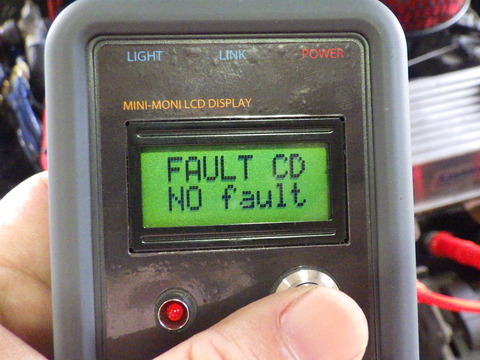 LIGHT LINK POWER
MINI-MONI LCD DISPLAY
FAULT CD
NO fault